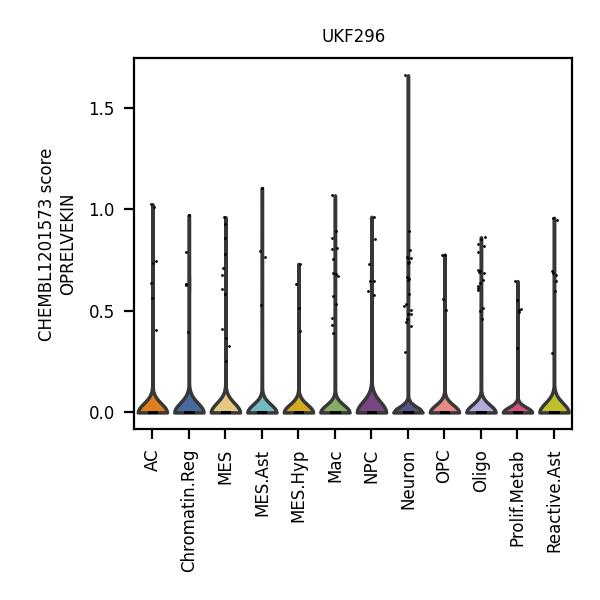 UKF296
CHEMBL1201573 score
OPRELVEKIN
1.5
1.0
0.5
0.0
AC
Chromatin.Reg
MES
MES.Ast
MES.Hyp
Mac
NPC
Neuron
OPC
Oligo
Prolif.Metab
Reactive.Ast